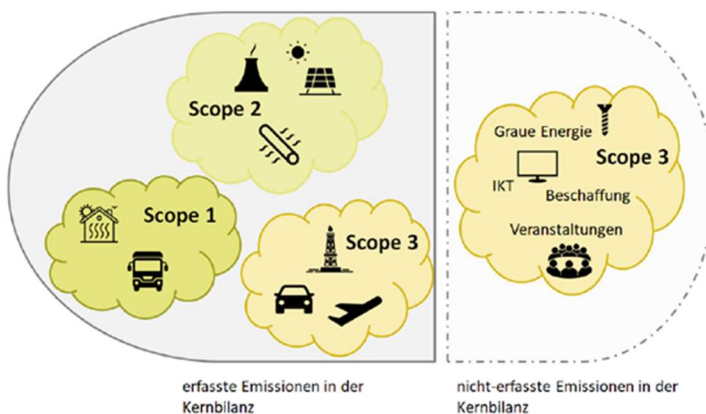 Scope 2
Scope 1
Scope 3
Graue Energie
Scope 3
IKT
Beschaffung
Veranstaltungen
erfasste Emissionen in der
Kernbilanz
nicht-erfasste Emissionen in der
Kernbilanz